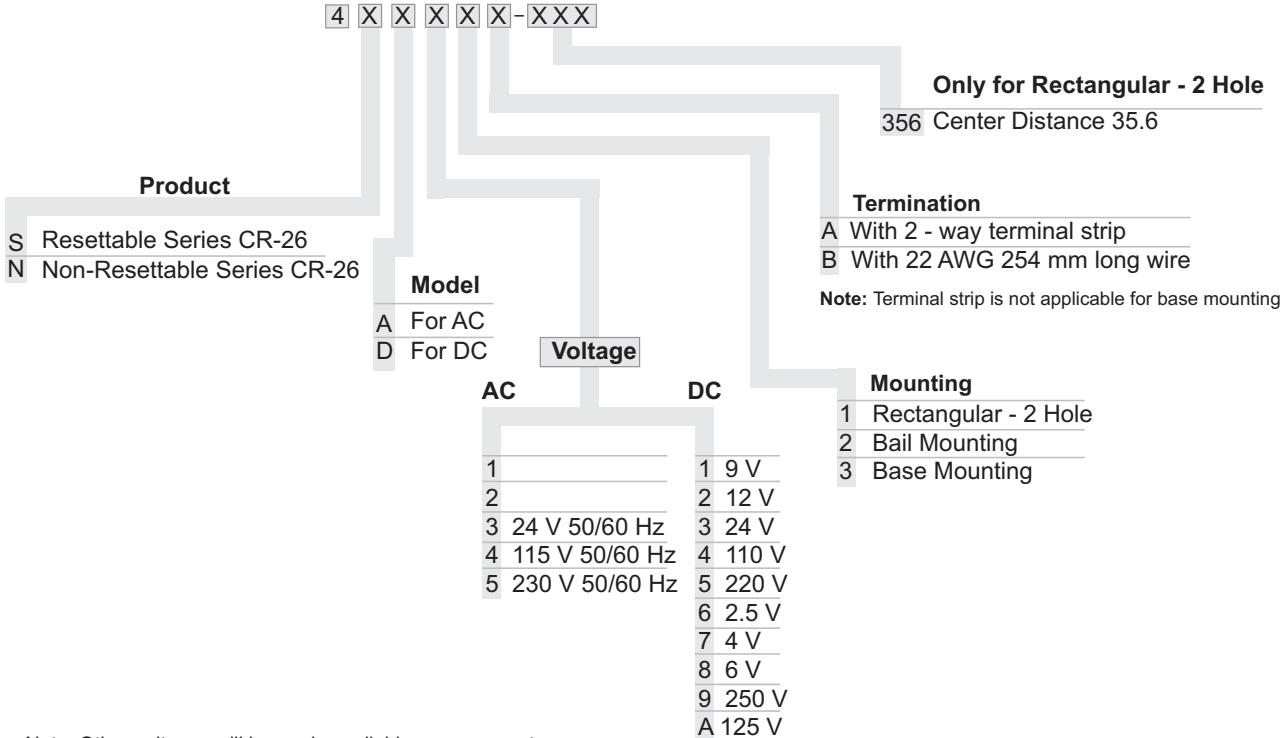 4 X X X X X - X X X
Only for Rectangular - 2 Hole
356 Center Distance 35.6
Product
S Resettable Series CR-26
N Non-Resettable Series CR-26
Termination
A With 2 - way terminal strip
B With 22 AWG 254 mm long wire
Note: Terminal strip is not applicable for base mounting
Model
A For AC
D For DC
Voltage
AC
1
2
3 24 V 50/60 Hz
4 115 V 50/60 Hz
5 230 V 50/60 Hz
DC
1 9 V
2 12 V
3 24 V
4 110 V
5 220 V
6 2.5 V
7 4 V
8 6 V
9 250 V
A 125 V
Mounting
1 Rectangular - 2 Hole
2 Bail Mounting
3 Base Mounting